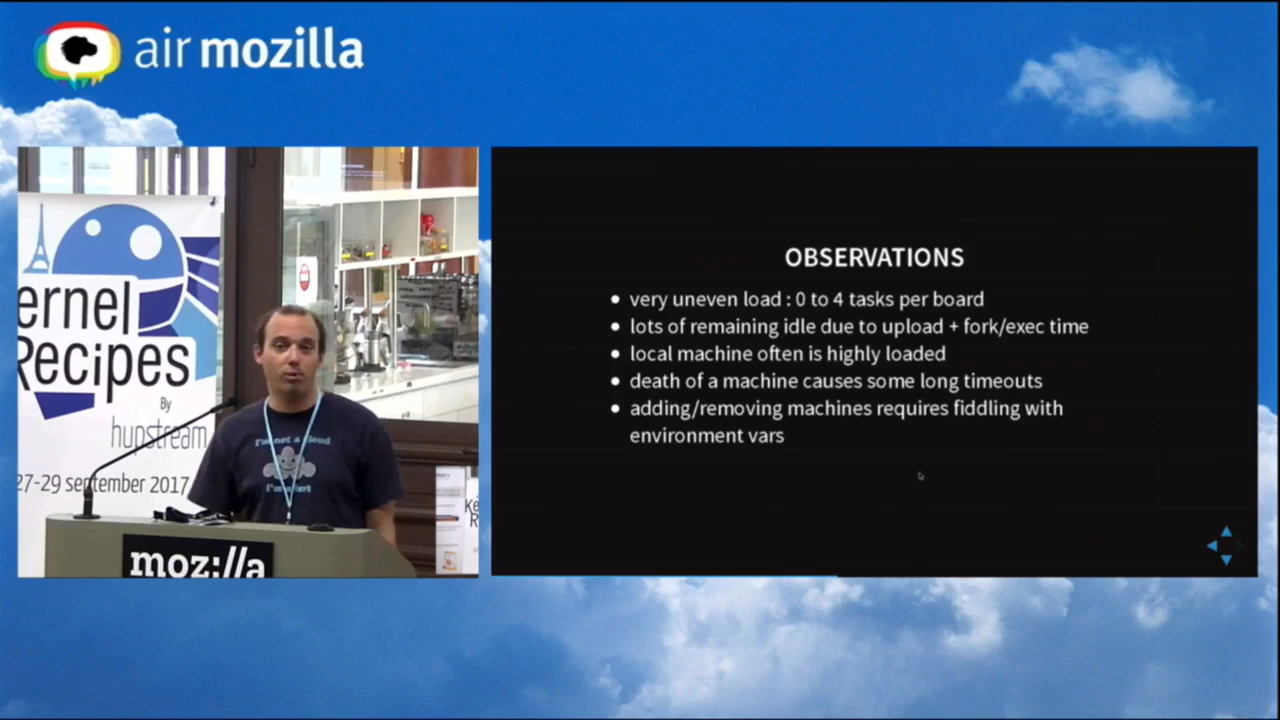 air mozilla
ernel
Recipes
By
hupstream
27-29 september 2017
I'm not a cloud
moz://a
OBSERVATIONS
• very uneven load : 0 to 4 tasks per board
• lots of remaining idle due to upload + fork/exec time
• local machine often is highly loaded
• death of a machine causes some long timeouts
• adding/removing machines requires fiddling with
environment vars